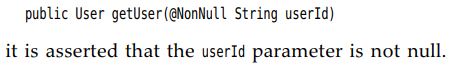 public User getUser(@NonNull String userId)
it is asserted that the userId parameter is not null.